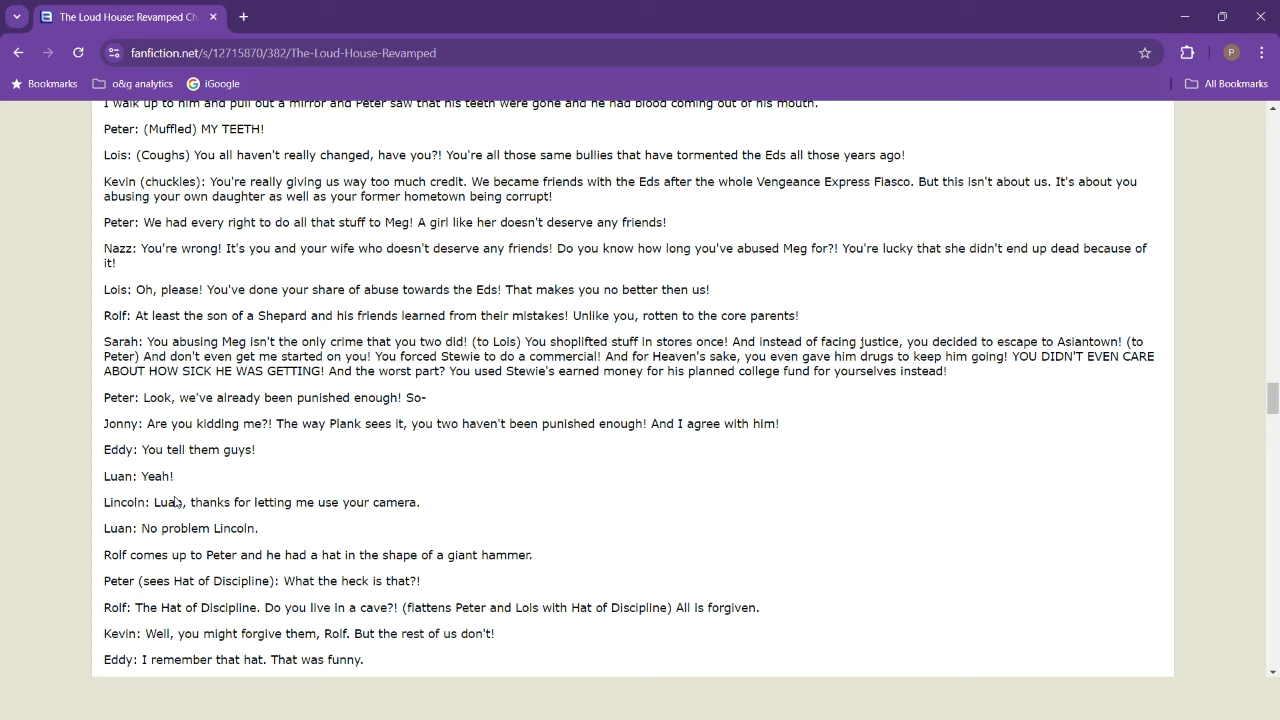 The Loud House: Revamped Ch
fanfiction.net/s/12715870/382/The-Loud-House-Revamped
P
Bookmarks
o&g analytics
iGoogle
All Bookmarks
I walk up to him and pull out a mirror and Peter saw that his teeth were gone and he had blood coming out of his mouth.
Peter: (Muffled) MY TEETH!
Lois: (Coughs) You all haven't really changed, have you?! You're all those same bullies that have tormented the Eds all those years ago!
Kevin (chuckles): You're really giving us way too much credit. We became friends with the Eds after the whole Vengeance Express Fiasco. But this isn't about us. It's about you
abusing your own daughter as well as your former hometown being corrupt!
Peter: We had every right to do all that stuff to Meg! A girl like her doesn't deserve any friends!
Nazz: You're wrong! It's you and your wife who doesn't deserve any friends! Do you know how long you've abused Meg for?! You're lucky that she didn't end up dead because of
it!
Lois: Oh, please! You've done your share of abuse towards the Eds! That makes you no better then us!
Rolf: At least the son of a Shepard and his friends learned from their mistakes! Unlike you, rotten to the core parents!
Sarah: You abusing Meg isn't the only crime that you two did! (to Lois) You shoplifted stuff in stores once! And instead of facing justice, you decided to escape to Asiantown! (to
Peter) And don't even get me started on you! You forced Stewie to do a commercial! And for Heaven's sake, you even gave him drugs to keep him going! YOU DIDN'T EVEN CARE
ABOUT HOW SICK HE WAS GETTING! And the worst part? You used Stewie's earned money for his planned college fund for yourselves instead!
Peter: Look, we've already been punished enough! So-
Jonny: Are you kidding me?! The way Plank sees it, you two haven't been punished enough! And I agree with him!
Eddy: You tell them guys!
Luan: Yeah!
Lincoln: Luan, thanks for letting me use your camera.
Luan: No problem Lincoln.
Rolf comes up to Peter and he had a hat in the shape of a giant hammer.
Peter (sees Hat of Discipline): What the heck is that?!
Rolf: The Hat of Discipline. Do you live in a cave?! (flattens Peter and Lois with Hat of Discipline) All is forgiven.
Kevin: Well, you might forgive them, Rolf. But the rest of us don't!
Eddy: I remember that hat. That was funny.